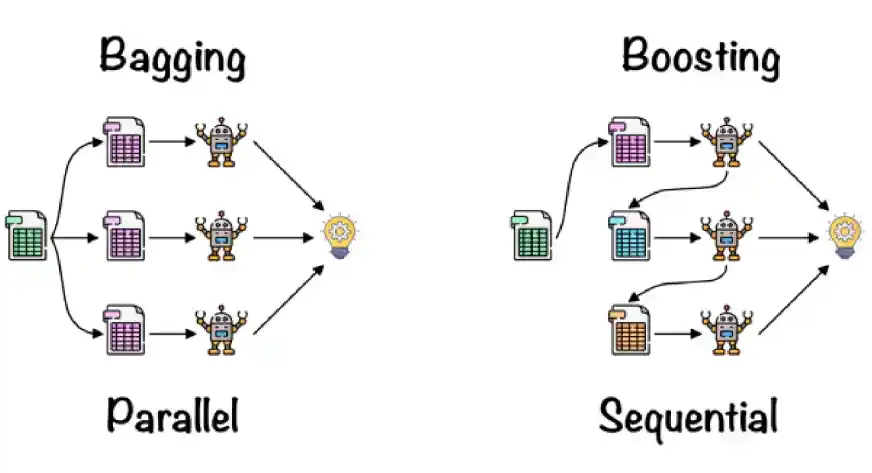 Bagging
Boosting
Parallel
Sequential